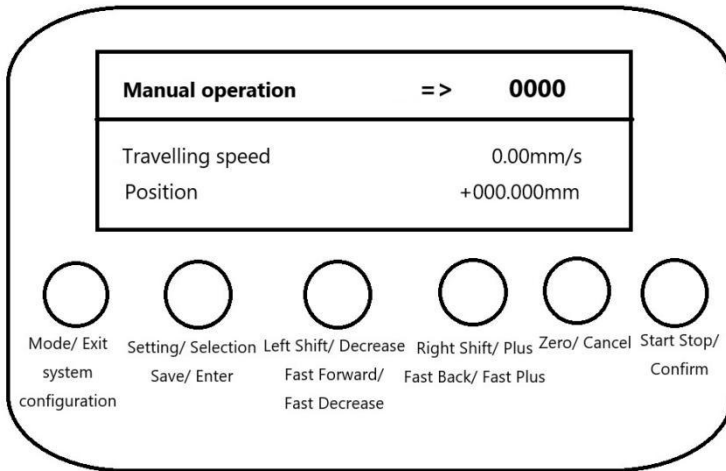 Manual operation => 0000
Travelling speed 0.00mm/s
Position +000.000mm
Mode/ Exit
system
configuration
Setting/ Selection
Save/ Enter
Left Shift/ Decrease
Fast Forward/
Fast Decrease
Right Shift/ Plus
Fast Back/ Fast Plus
Zero/ Cancel
Start Stop/
Confirm